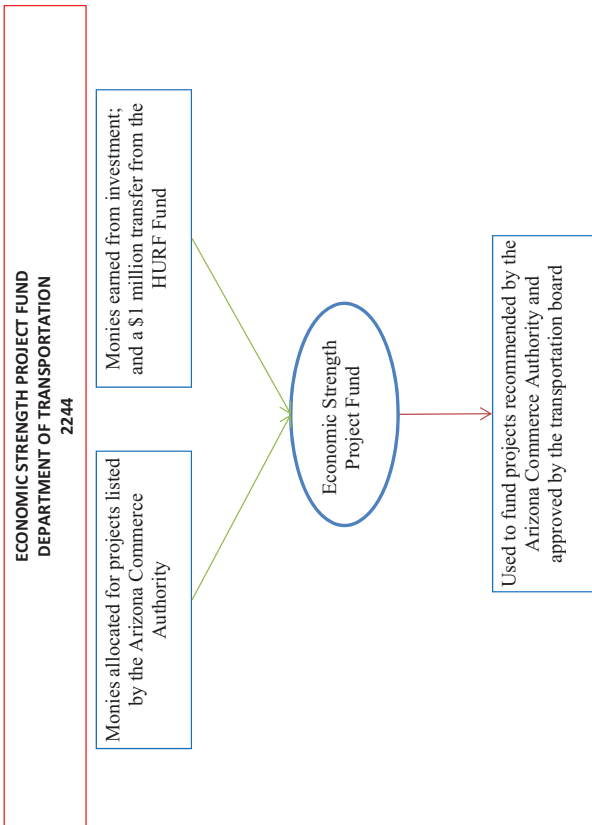 ECONOMIC STRENGTH PROJECT FUND
DEPARTMENT OF TRANSPORTATION
2244
Monies allocated for projects listed
by the Arizona Commerce
Authority
Monies earned from investment;
and a $1 million transfer from the
HURF Fund
Economic Strength
Project Fund
Used to fund projects recommended by the
Arizona Commerce Authority and
approved by the transportation board